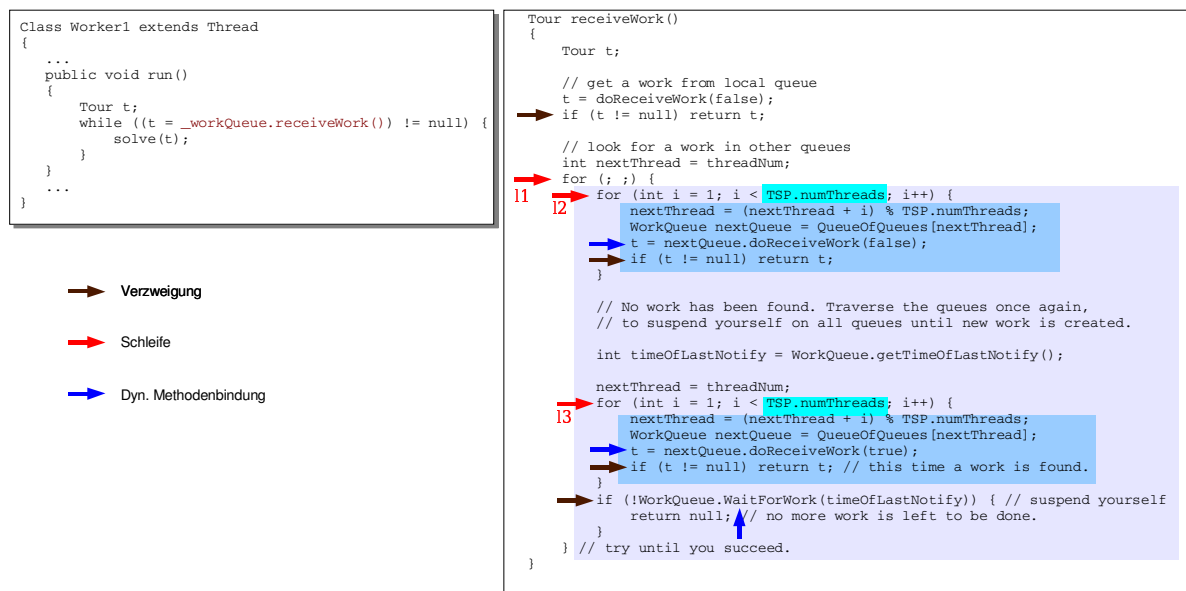 Class Worker1 extends Thread
{
...
public void run()
{
Tour t;
while ((t = _workQueue.receiveWork()) != null) {
solve(t);
}
}
...
}
Verzweigung
Schleife
Dyn. Methodenbindung
Tour receiveWork()
{
Tour t;
// get a work from local queue
t = doReceiveWork(false);
if (t != null) return t;
// look for a work in other queues
int nextThread = threadNum;
l1 for (; ;) {
l2 for (int i = 1; i < TSP.numThreads; i++) {
nextThread = (nextThread + i) % TSP.numThreads;
WorkQueue nextQueue = QueueOfQueues[nextThread];
t = nextQueue.doReceiveWork(false);
if (t != null) return t;
}
// No work has been found. Traverse the queues once again,
// to suspend yourself on all queues until new work is created.
int timeOfLastNotify = WorkQueue.getTimeOfLastNotify();
nextThread = threadNum;
l3 for (int i = 1; i < TSP.numThreads; i++) {
nextThread = (nextThread + i) % TSP.numThreads;
WorkQueue nextQueue = QueueOfQueues[nextThread];
t = nextQueue.doReceiveWork(true);
if (t != null) return t; // this time a work is found.
}
if (!WorkQueue.WaitForWork(timeOfLastNotify)) { // suspend yourself
return null; // no more work is left to be done.
}
} // try until you succeed.
}